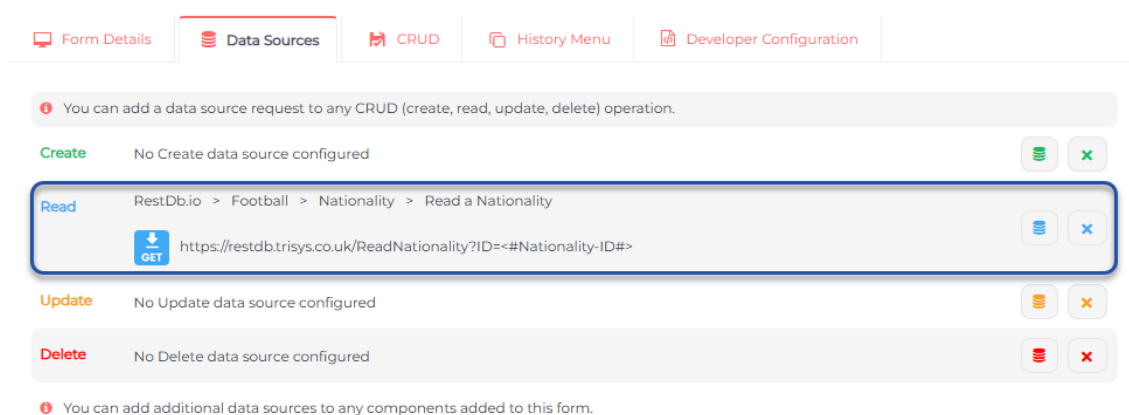 Form Details Data Sources CRUD History Menu Developer Configuration
You can add a data source request to any CRUD (create, read, update, delete) operation.
Create No Create data source configured
Read RestDb.io > Football > Nationality > Read a Nationality
GET https://restdb.trisys.co.uk/ReadNationality?ID=<#Nationality-ID#>
Update No Update data source configured
Delete No Delete data source configured
You can add additional data sources to any components added to this form.